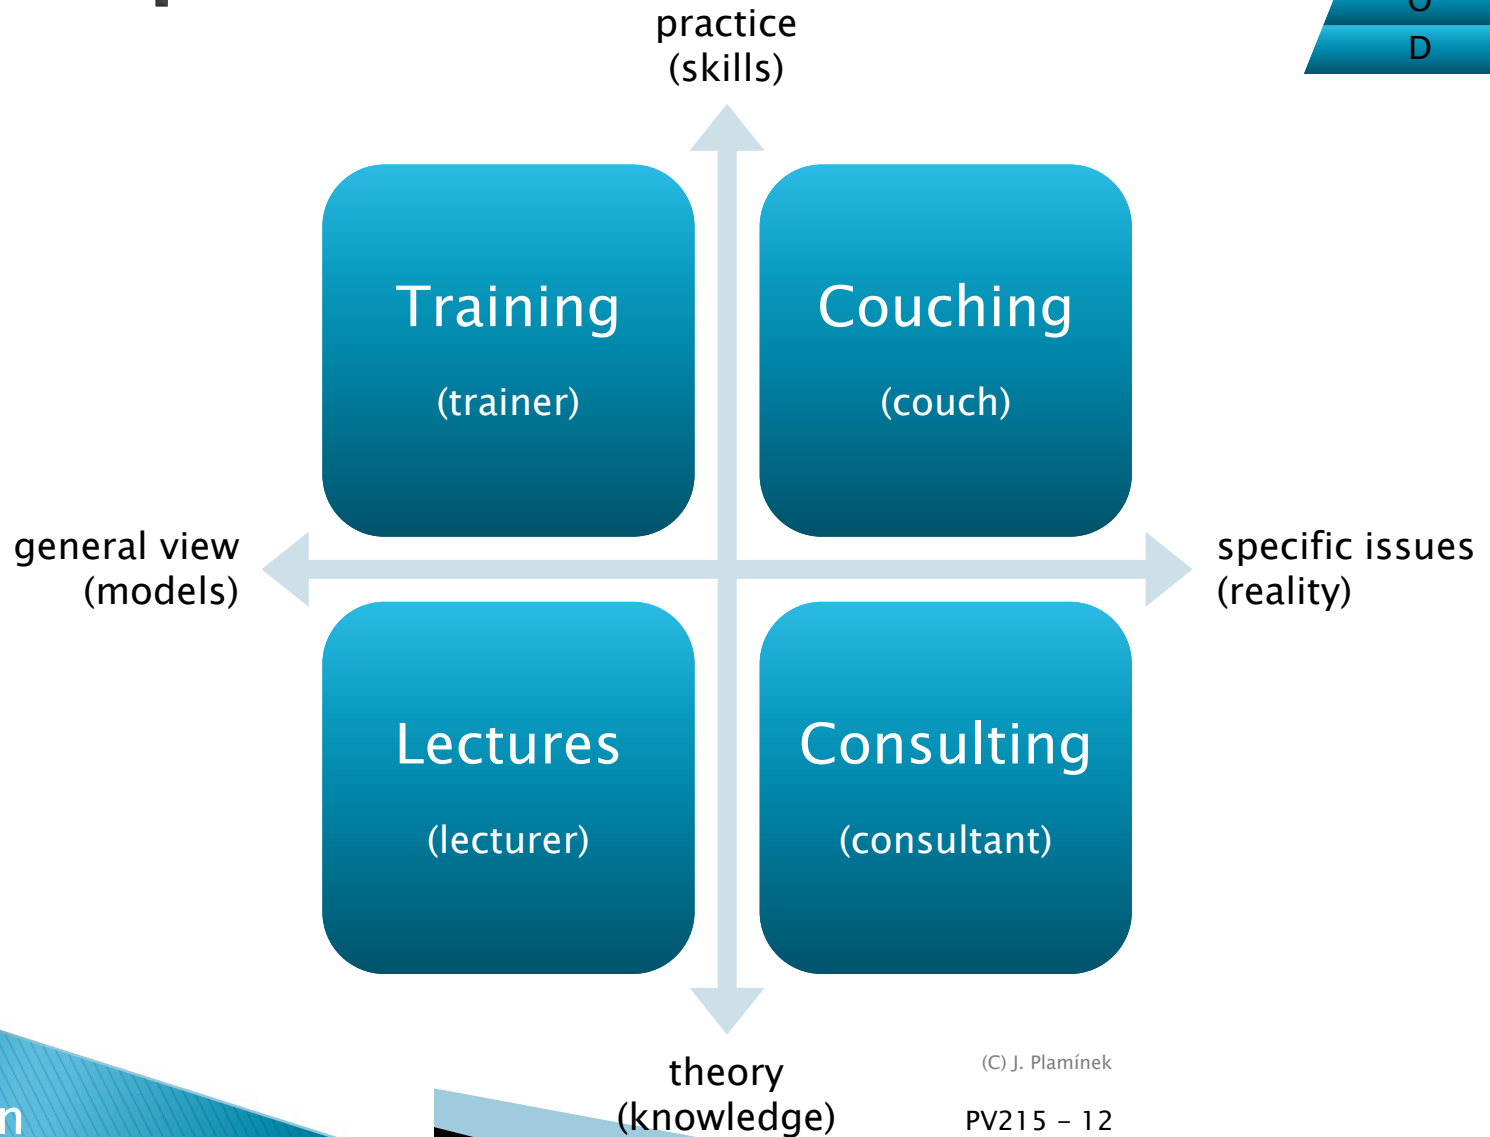 practice
(skills)
D
Training
(trainer)
Couching
(couch)
general view
(models)
specific issues
(reality)
Lectures
(lecturer)
Consulting
(consultant)
theory
(knowledge)
(C) J. Plamínek
PV215 – 12
n